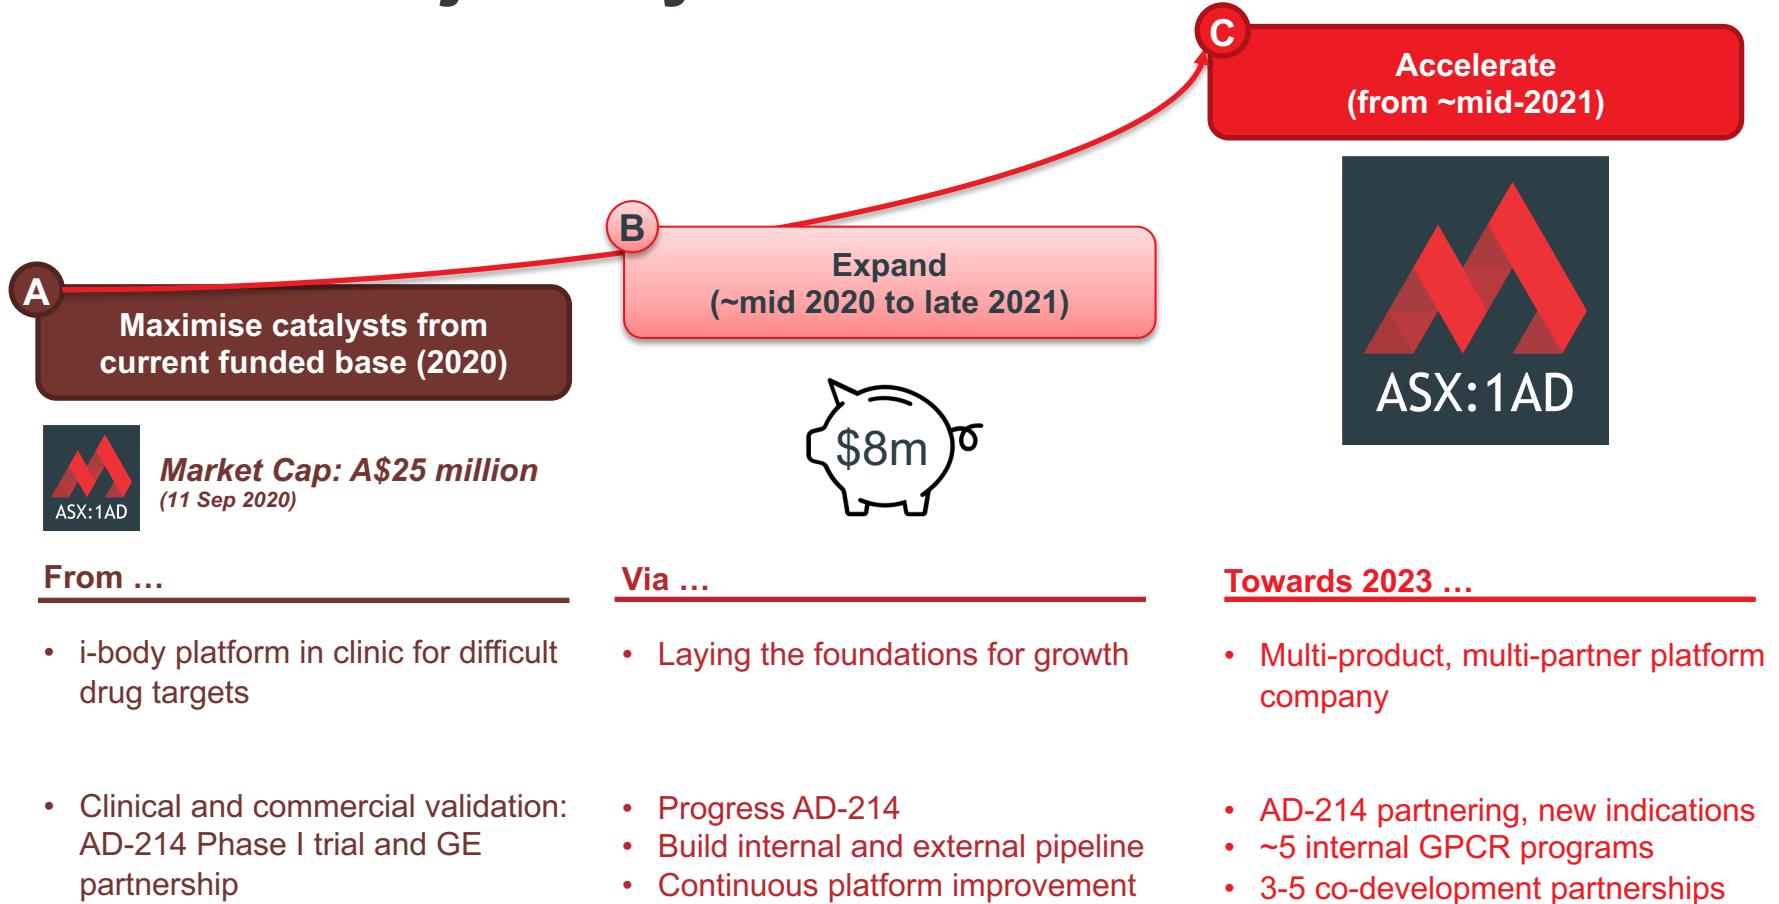 A
Maximise catalysts from
current funded base (2020)
ASX:1AD
Market Cap: A$25 million
(11 Sep 2020)
From ...
• i-body platform in clinic for difficult
drug targets
• Clinical and commercial validation:
AD-214 Phase I trial and GE
partnership
B
Expand
(~mid 2020 to late 2021)
$8m
Via ...
• Laying the foundations for growth
• Progress AD-214
• Build internal and external pipeline
• Continuous platform improvement
C
Accelerate
(from ~mid-2021)
ASX:1AD
Towards 2023 ...
• Multi-product, multi-partner platform
company
• AD-214 partnering, new indications
• ~5 internal GPCR programs
• 3-5 co-development partnerships